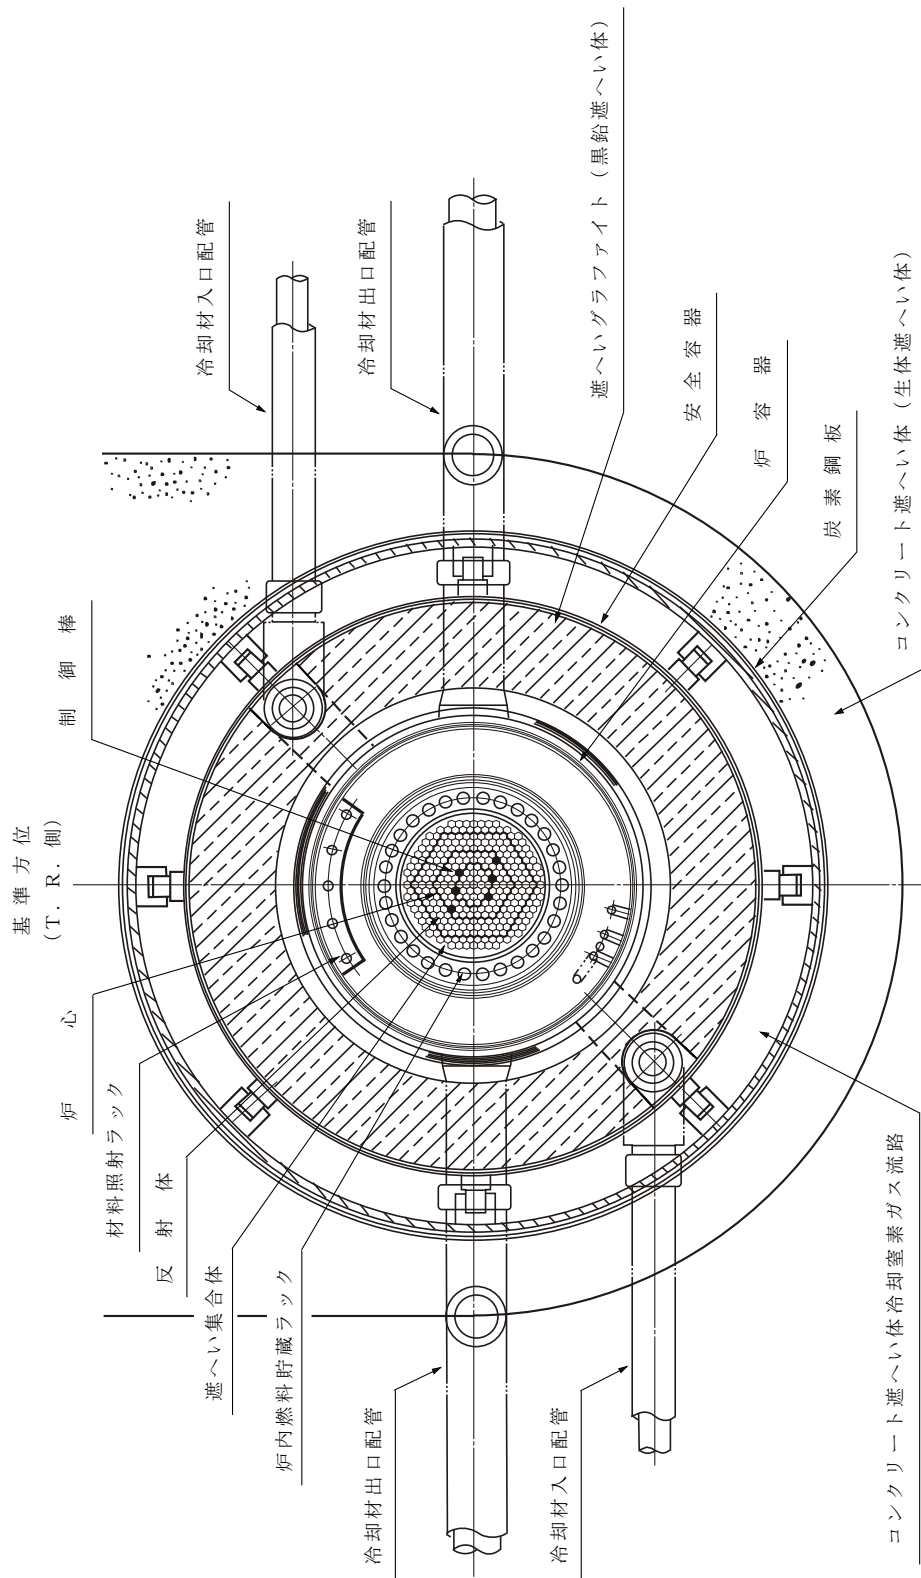 基準方位
(T.R.側)
制御棒
炉心
材料照射ラック
反射体
遮へい集合体
炉内燃料貯蔵ラック
冷却材入口配管
冷却材出口配管
遮へいグラファイト(黒鉛遮へい体)
安全容器
炉容器
炭素鋼板
コンクリート遮へい体(生体遮へい体)
冷却材出口配管
冷却材入口配管
コンクリート遮へい体冷却窒素ガス流路